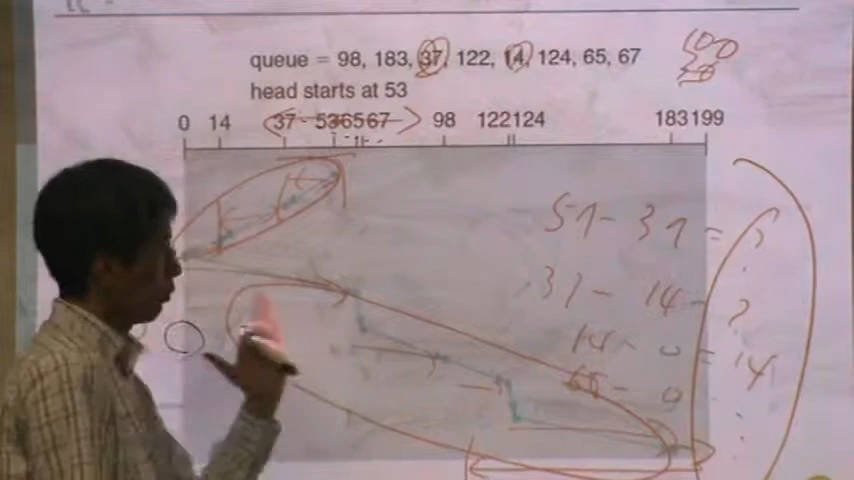 queue = 98, 183, 37, 122, 14, 124, 65, 67
100
50
head starts at 53
0 14 37 536567 98 122124 183199
51 - 37 = ?
37 - 14 - ?
14 - 0 = 14
65 - 0